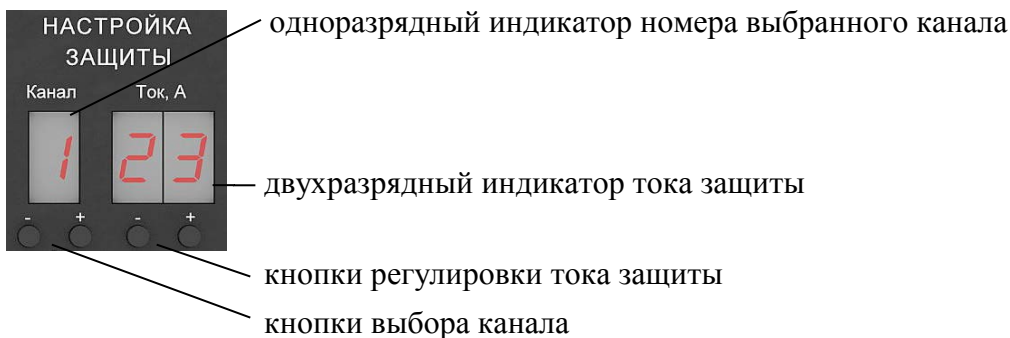 НАСТРОЙКА
ЗАЩИТЫ
Канал Ток, А
1 23
- + - +
одноразрядный индикатор номера выбранного канала
двухразрядный индикатор тока защиты
кнопки регулировки тока защиты
кнопки выбора канала